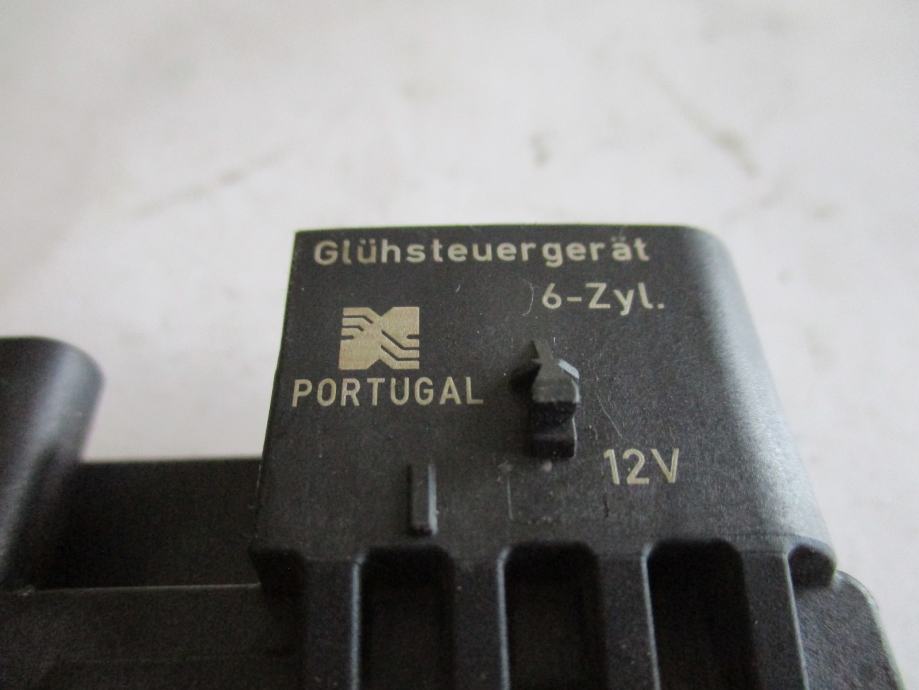 Glühsteuergerät
6-Zyl.
PORTUGAL
12V